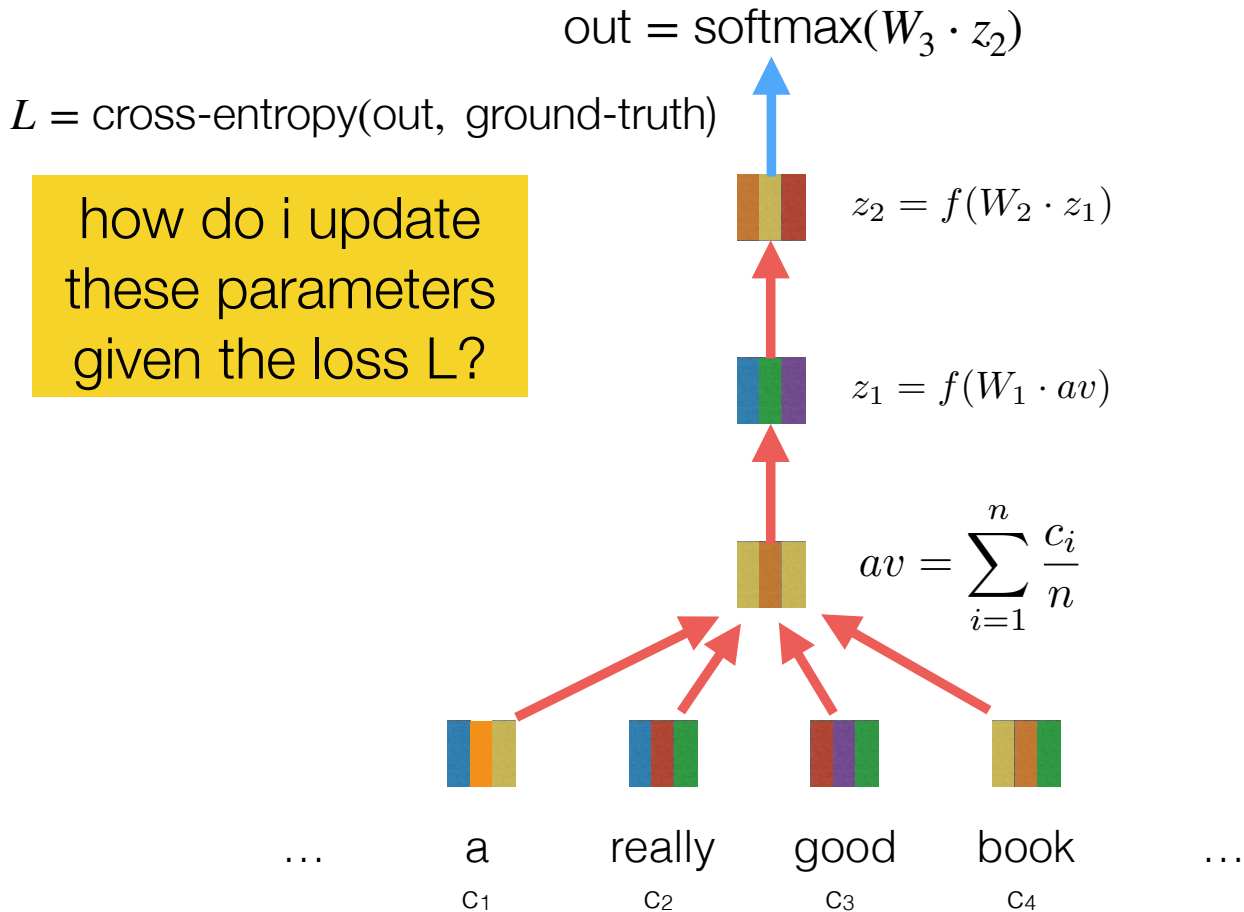 out = softmax(W₃ · z₂)
L = cross-entropy(out, ground-truth)
how do i update
these parameters
given the loss L?
z₂ = f(W₂ · z₁)
z₁ = f(W₁ · av)
av = ∑ᵢ₌₁ⁿ cᵢ/n
... a really good book ...
c₁ c₂ c₃ c₄